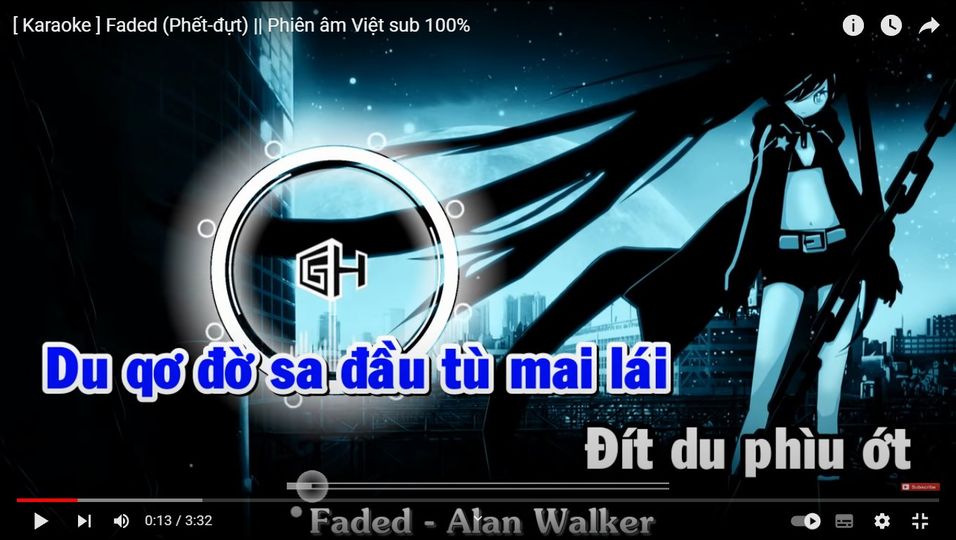 [ Karaoke ] Faded (Phết-đựt) || Phiên âm Việt sub 100%
GH
Du qơ đờ sa đầu tù mai lái
Đít du phìu ớt
Subscribe
0:13 / 3:32
Faded - Alan Walker